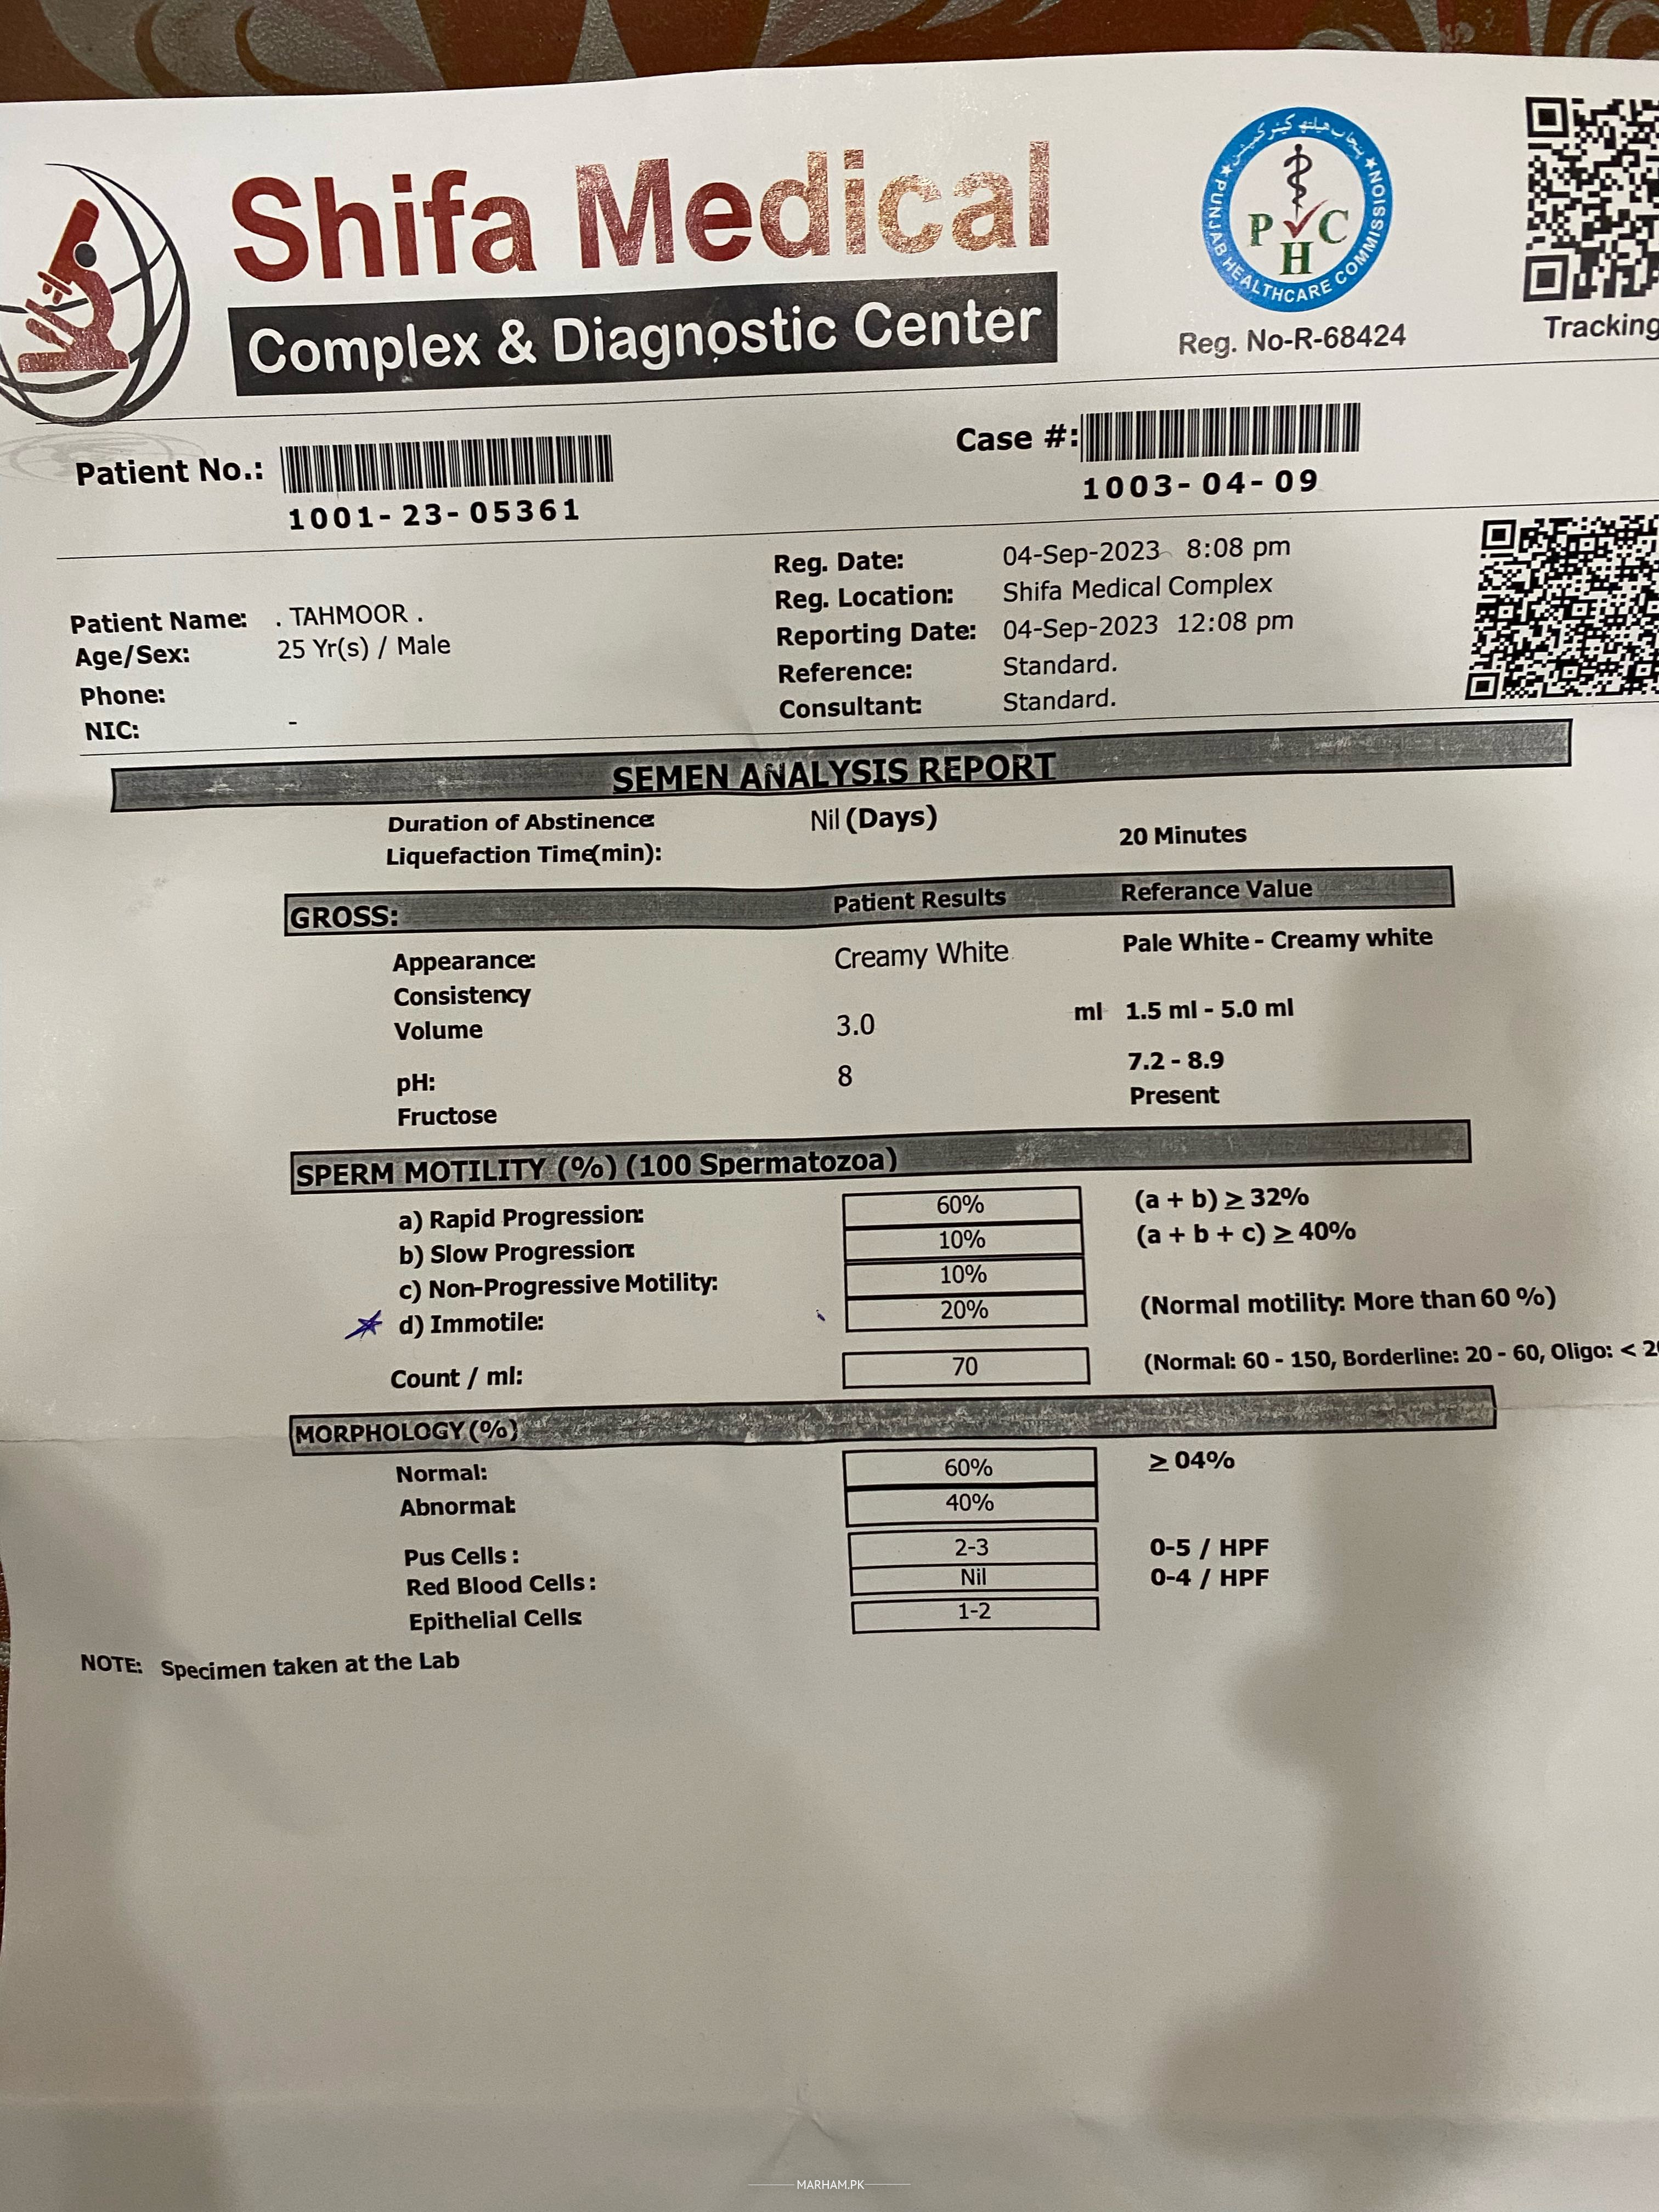 Shifa Medical
Complex & Diagnostic Center
پنجاب ہیلتھ کیئر کمیشن
PUNJAB HEALTHCARE COMMISSION
P H C
Reg. No-R-68424
Tracking
Patient No.:
1001-23-05361
Case #:
1003-04-09
Patient Name: . TAHMOOR .
Age/Sex: 25 Yr(s) / Male
Phone:
NIC: -
Reg. Date: 04-Sep-2023 8:08 pm
Reg. Location: Shifa Medical Complex
Reporting Date: 04-Sep-2023 12:08 pm
Reference: Standard.
Consultant: Standard.
SEMEN ANALYSIS REPORT
Duration of Abstinence: Nil (Days)
Liquefaction Time(min): 20 Minutes
GROSS: Patient Results Referance Value
Appearance: Creamy White Pale White - Creamy white
Consistency
Volume 3.0 ml 1.5 ml - 5.0 ml
pH: 8 7.2 - 8.9
Fructose Present
SPERM MOTILITY (%) (100 Spermatozoa)
a) Rapid Progression: 60% (a + b) ≥ 32%
b) Slow Progression: 10% (a + b + c) ≥ 40%
c) Non-Progressive Motility: 10%
d) Immotile: 20% (Normal motility: More than 60 %)
Count / ml: 70 (Normal: 60 - 150, Borderline: 20 - 60, Oligo: <
MORPHOLOGY (%)
Normal: 60% ≥ 04%
Abnormal: 40%
Pus Cells : 2-3 0-5 / HPF
Red Blood Cells : Nil 0-4 / HPF
Epithelial Cells: 1-2
NOTE: Specimen taken at the Lab
MARHAM.PK